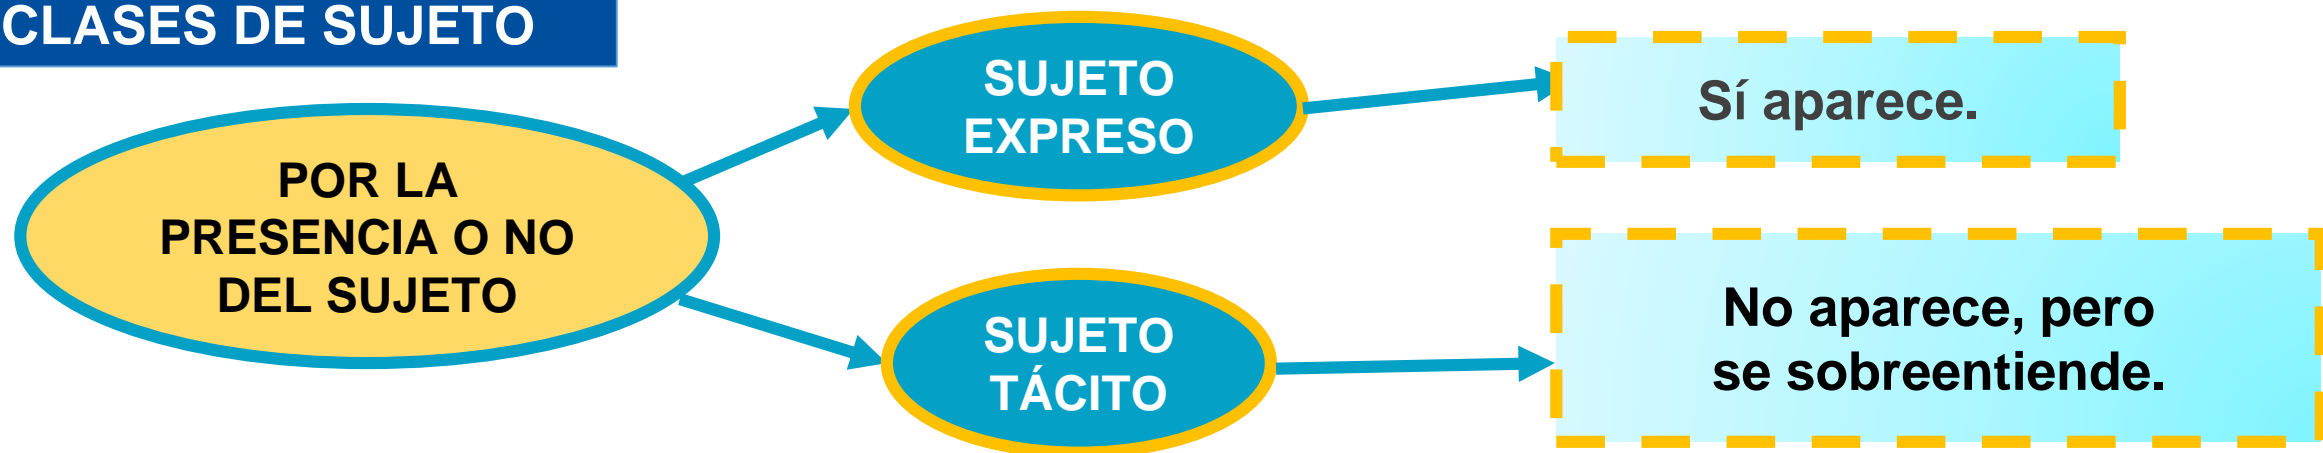 CLASES DE SUJETO
POR LA
PRESENCIA O NO
DEL SUJETO
SUJETO
EXPRESO
Sí aparece.
SUJETO
TÁCITO
No aparece, pero
se sobreentiende.